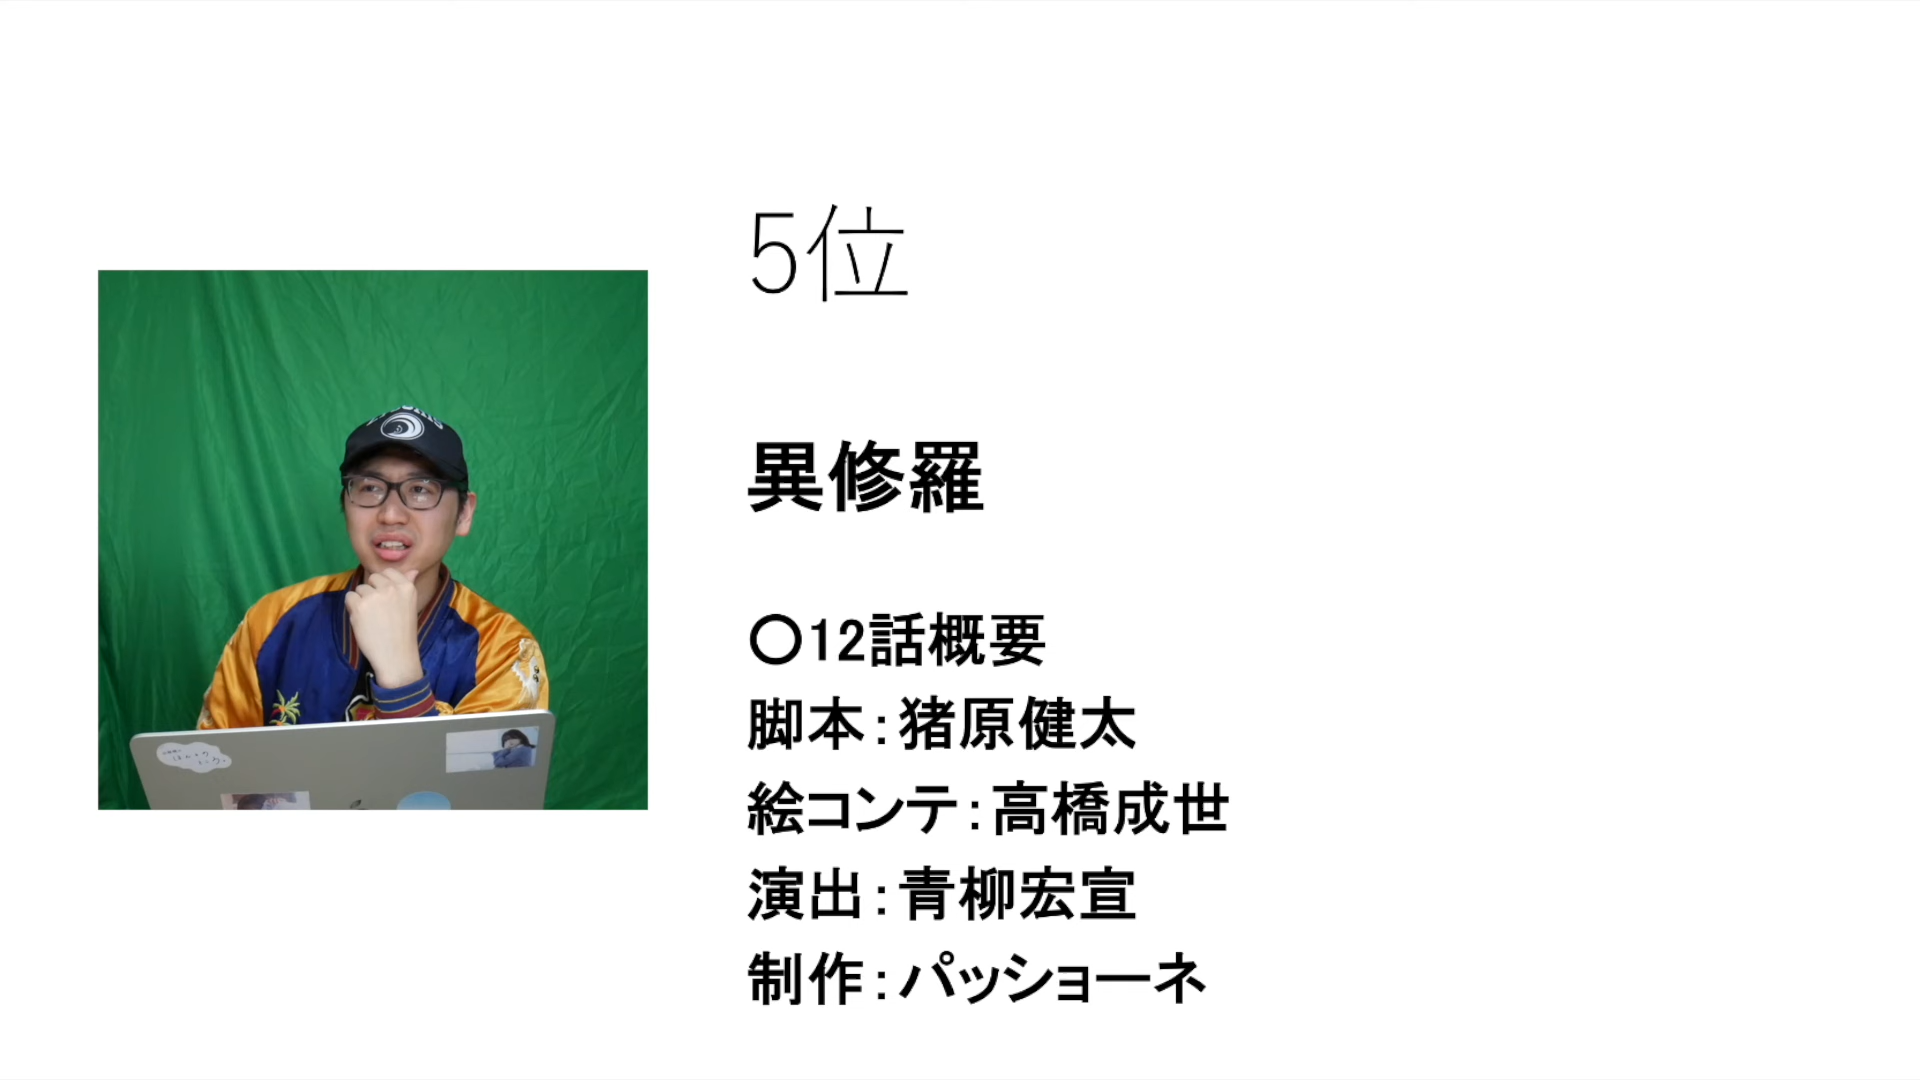 5位
異修羅
〇12話概要
脚本：猪原健太
絵コンテ：高橋成世
演出：青柳宏宣
制作：パッショーネ